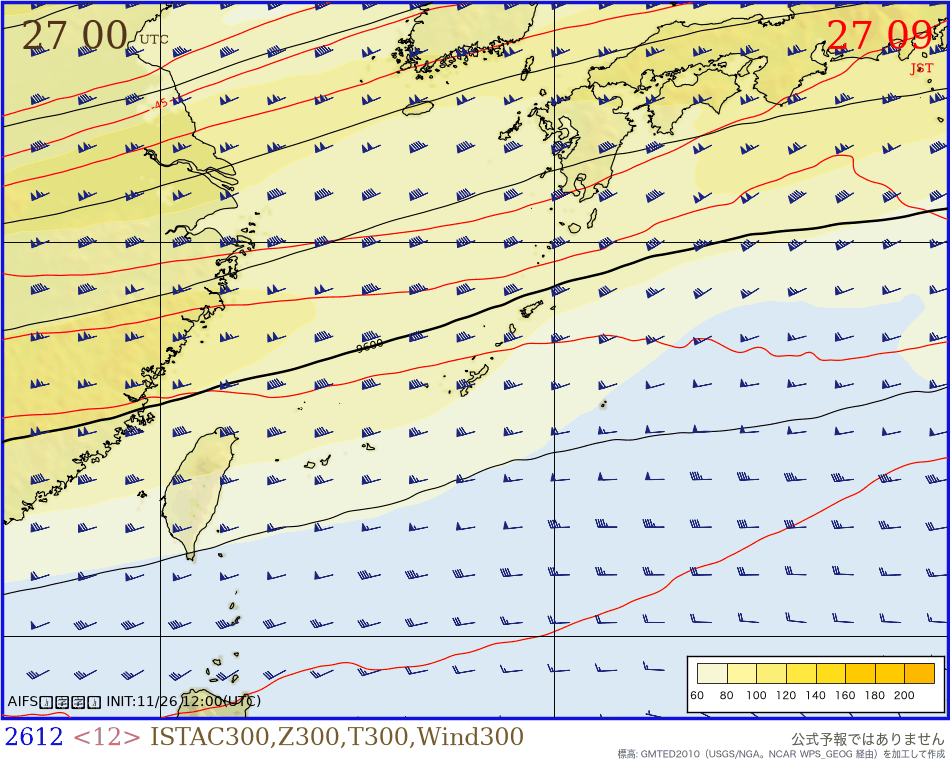 27 00 UTC
27 09
JST
-45
9600
60 80 100 120 140 160 180 200
AIFS INIT:11/26 12:00(UTC)
2612 <12> ISTAC300,Z300,T300,Wind300
公式予報ではありません
標高: GMTED2010（USGS/NGA。NCAR WPS_GEOG 経由）を加工して作成